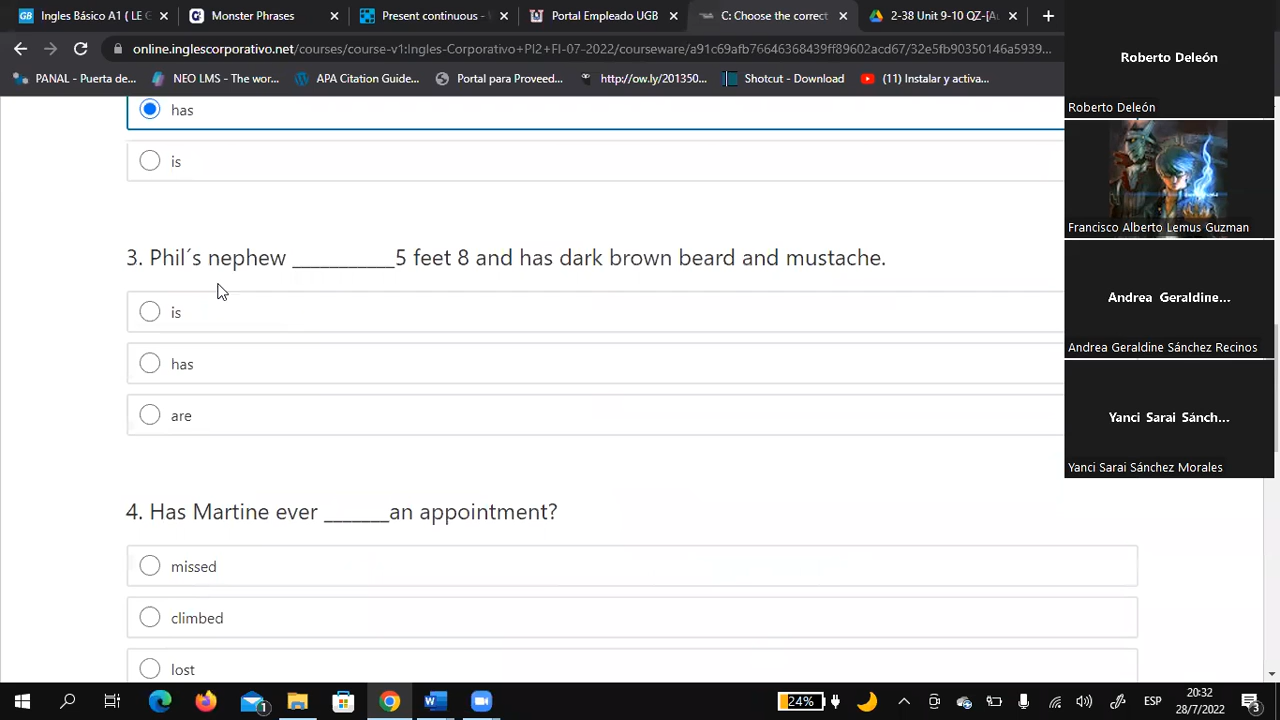 Ingles Básico A1 ( LE G
Monster Phrases
Present continuous - W
Portal Empleado UGB
C: Choose the correct
2-38 Unit 9-10 QZ-[Au
online.inglescorporativo.net/courses/course-v1:Ingles-Corporativo+PI2+FI-07-2022/courseware/a91c69afb76646368439ff89602acd67/32e5fb90350146a5939...
PANAL - Puerta de...
NEO LMS - The wor...
APA Citation Guide...
Portal para Proveed...
http://ow.ly/201350...
Shotcut - Download
(11) Instalar y activa...
has
is
3. Phil´s nephew ___________5 feet 8 and has dark brown beard and mustache.
is
has
are
4. Has Martine ever _______an appointment?
missed
climbed
lost
Roberto Deleón
Roberto Deleón
Francisco Alberto Lemus Guzman
Andrea Geraldine...
Andrea Geraldine Sánchez Recinos
Yanci Sarai Sánch...
Yanci Sarai Sánchez Morales
24%
ESP
20:32
28/7/2022
1
3